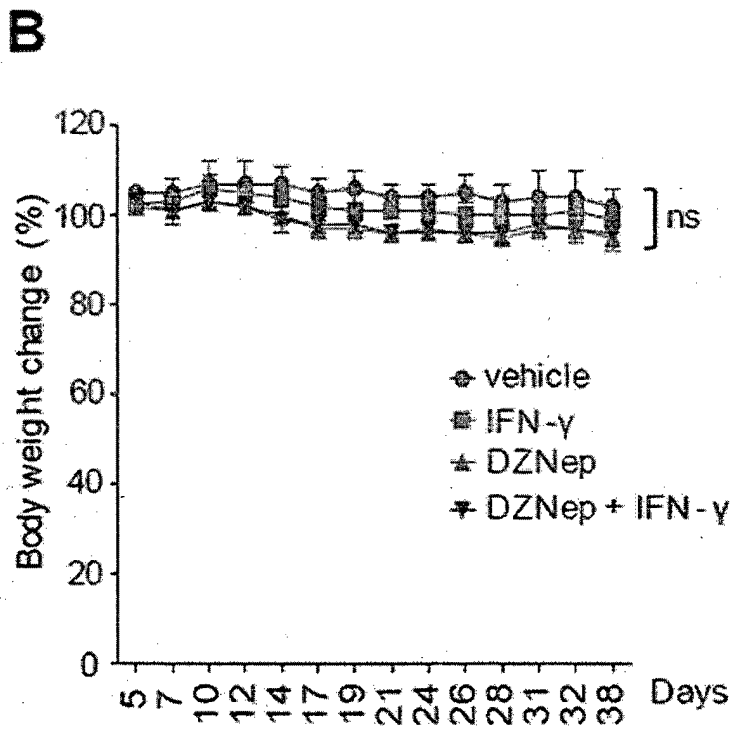 B
120
100
80
60
40
20
0
Body weight change (%)
ns
vehicle
IFN-γ
DZNep
DZNep + IFN-γ
5 7 10 12 14 17 19 21 24 26 28 31 32 38 Days